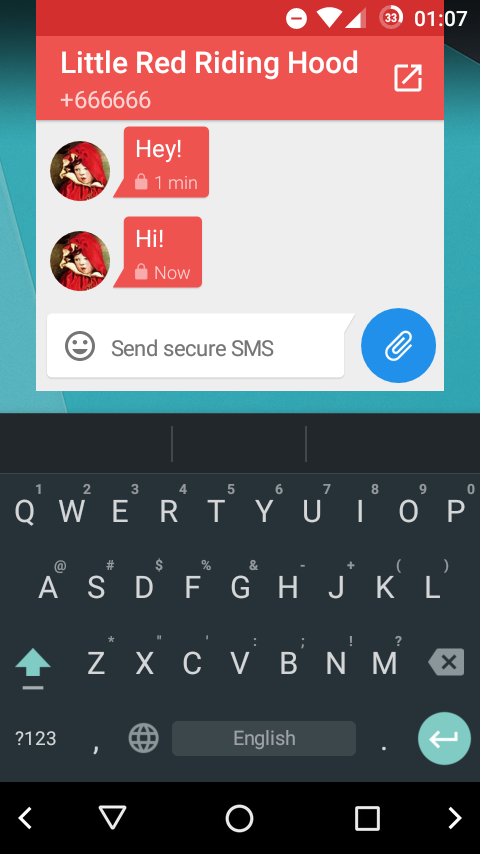 33 01:07
Little Red Riding Hood
+666666
Hey!
1 min
Hi!
Now
Send secure SMS
1 2 3 4 5 6 7 8 9 0
Q W E R T Y U I O P
@ # $ % & - + ( )
A S D F G H J K L
* " ' : ; ! ?
Z X C V B N M
?123 , English .